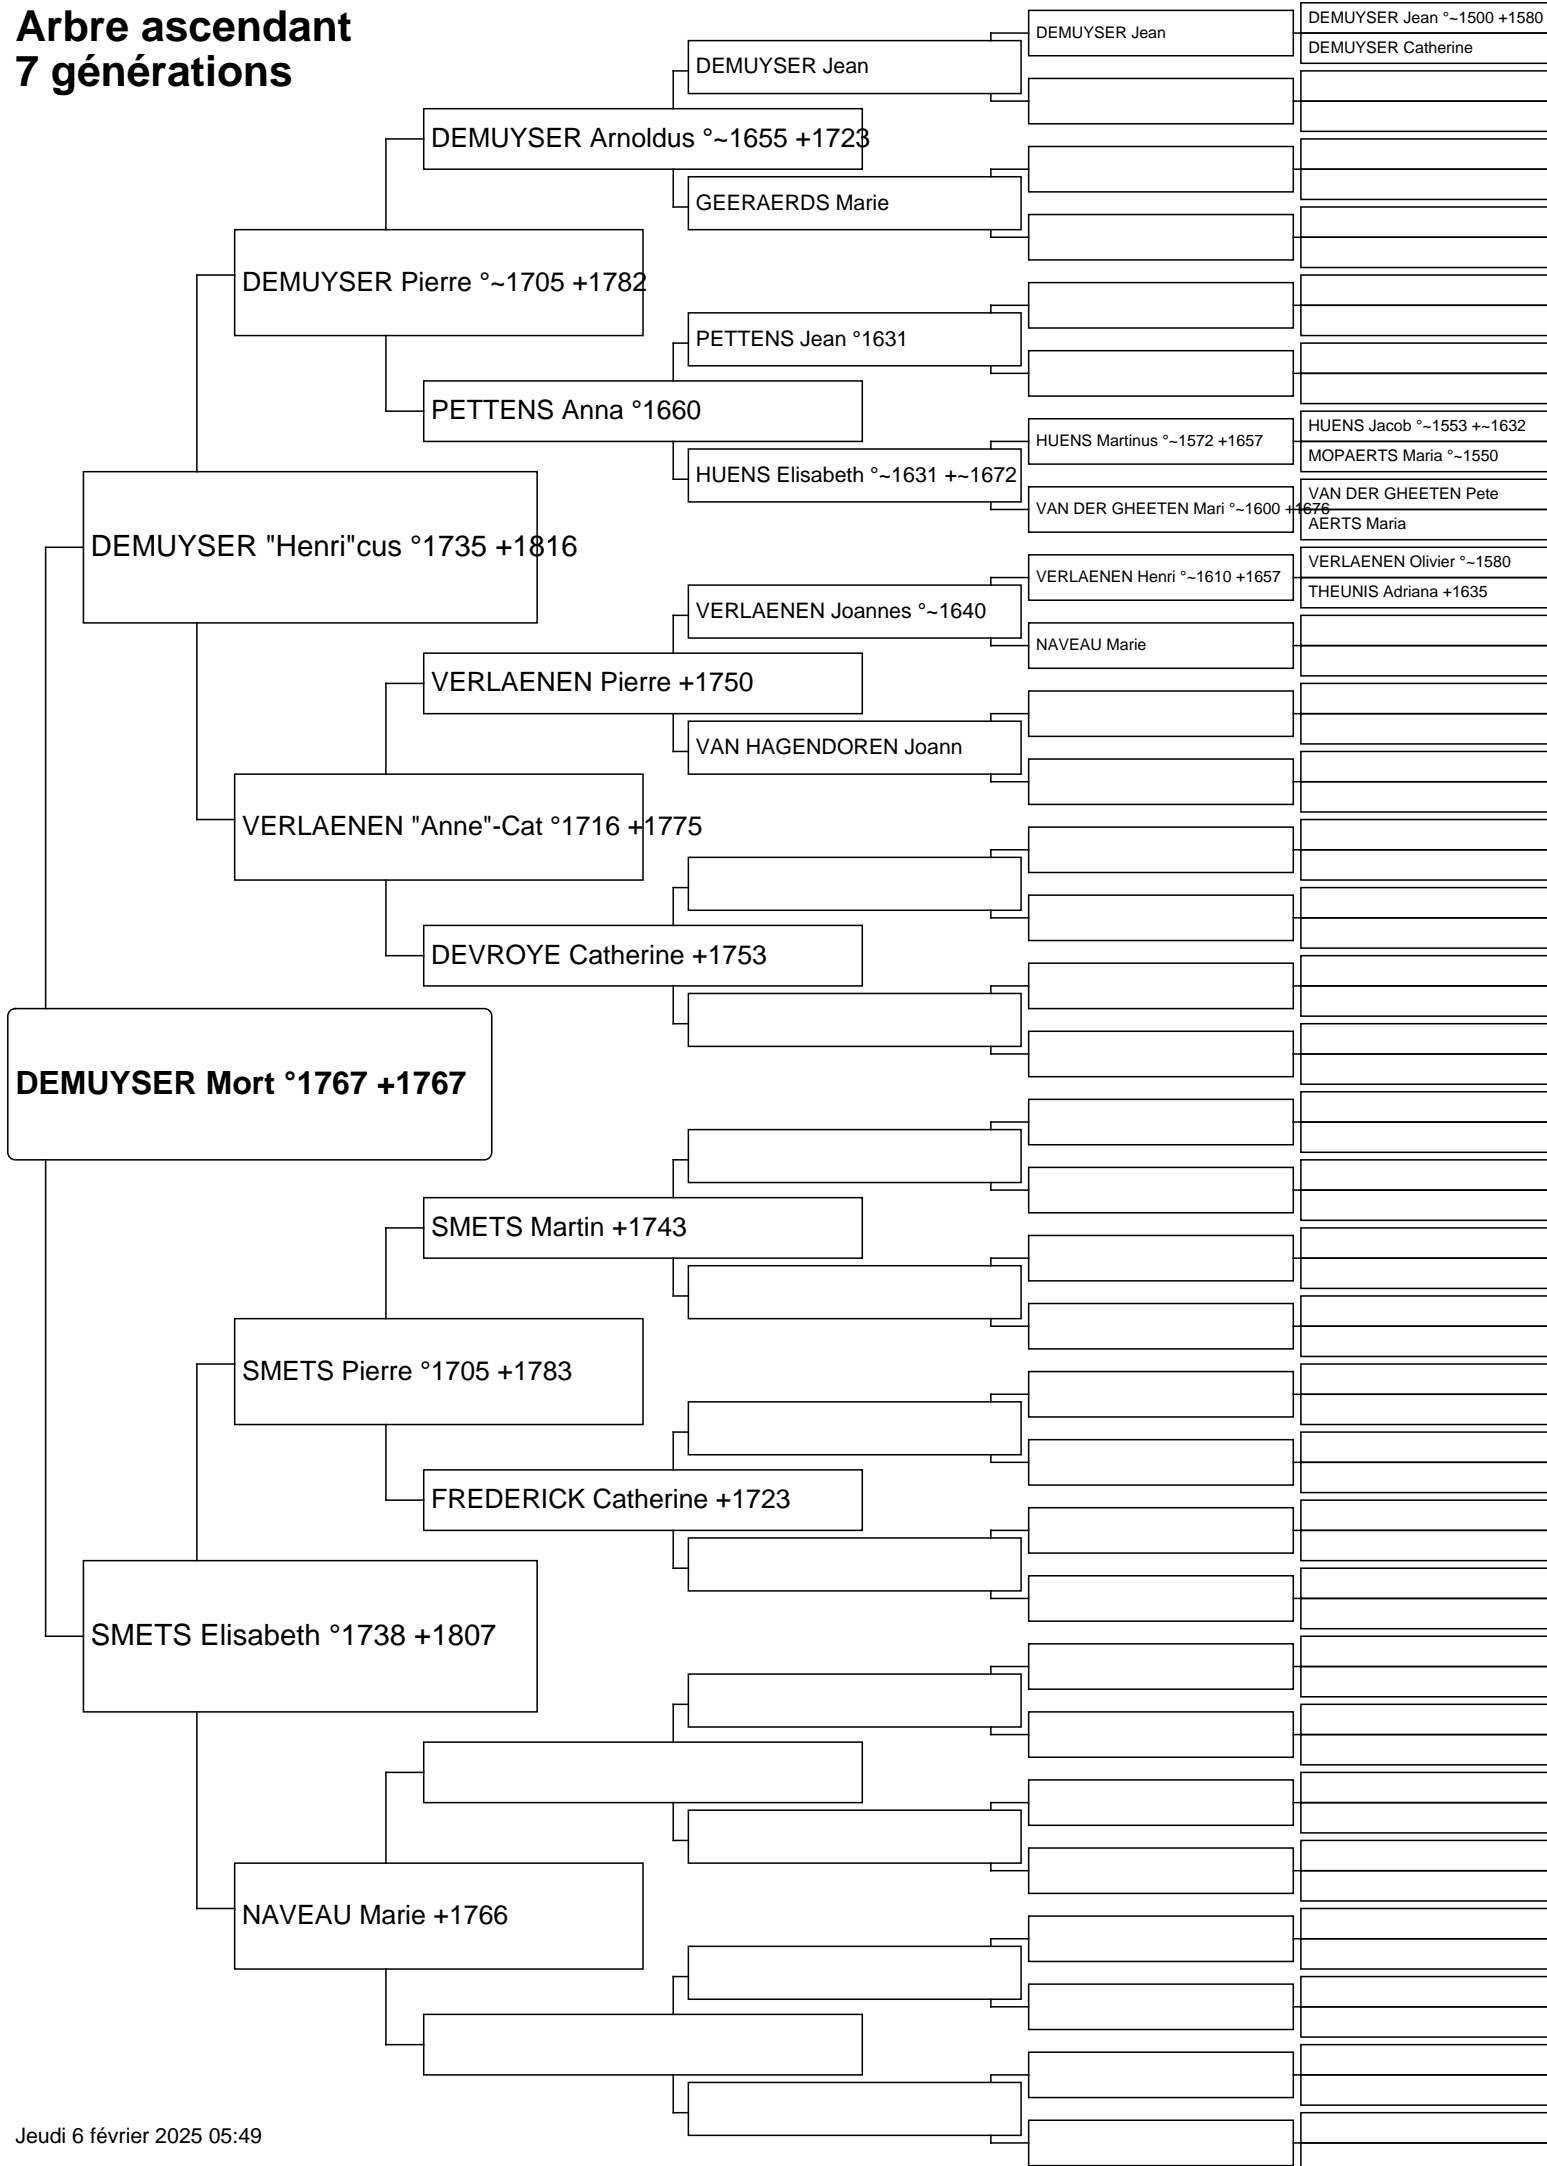 Arbre ascendant
7 générations
DEMUYSER Jean °~1500 +1580
DEMUYSER Jean
DEMUYSER Catherine
DEMUYSER Jean
DEMUYSER Arnoldus °~1655 +1723
GEERAERDS Marie
DEMUYSER Pierre °~1705 +1782
PETTENS Jean °1631
PETTENS Anna °1660
HUENS Jacob °~1553 +~1632
HUENS Martinus °~1572 +1657
MOPAERTS Maria °~1550
HUENS Elisabeth °~1631 +~1672
VAN DER GHEETEN Pete
VAN DER GHEETEN Mari °~1600 +1676
AERTS Maria
DEMUYSER "Henri"cus °1735 +1816
VERLAENEN Olivier °~1580
VERLAENEN Henri °~1610 +1657
THEUNIS Adriana +1635
VERLAENEN Joannes °~1640
NAVEAU Marie
VERLAENEN Pierre +1750
VAN HAGENDOREN Joann
VERLAENEN "Anne"-Cat °1716 +1775
DEVROYE Catherine +1753
DEMUYSER Mort °1767 +1767
SMETS Martin +1743
SMETS Pierre °1705 +1783
FREDERICK Catherine +1723
SMETS Elisabeth °1738 +1807
NAVEAU Marie +1766
Jeudi 6 février 2025 05:49